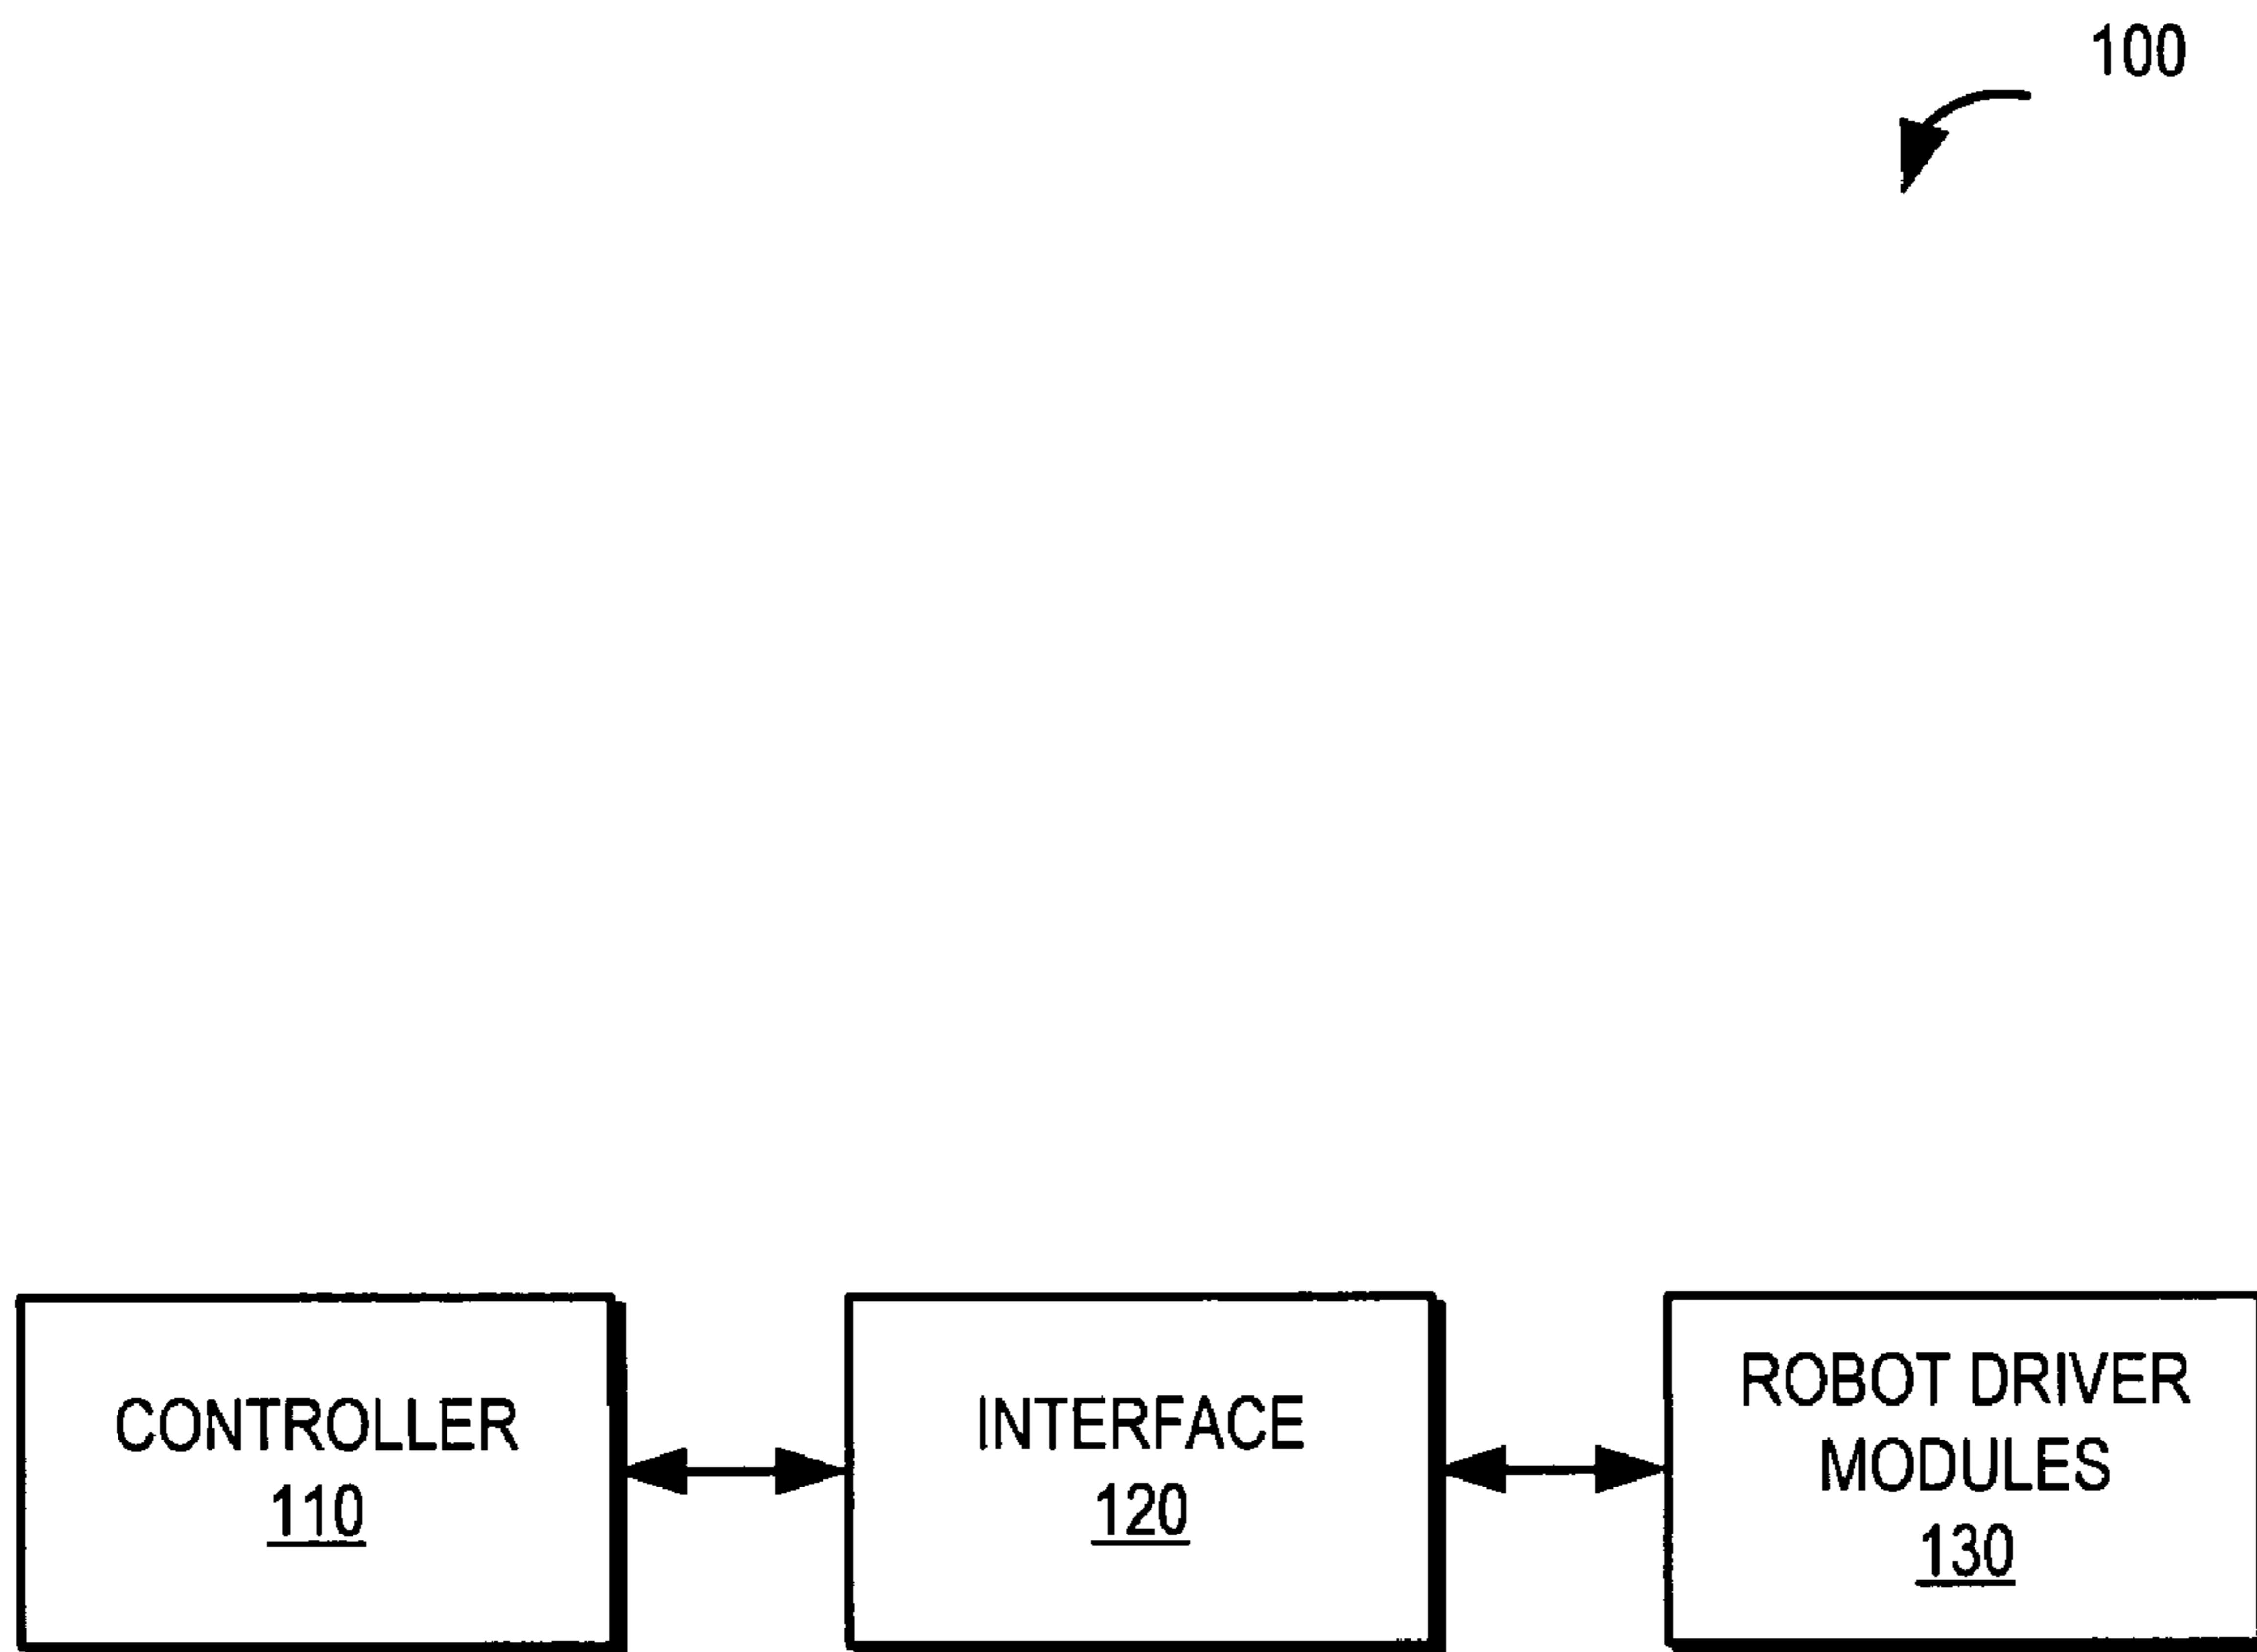 100
CONTROLLER
110
INTERFACE
120
ROBOT DRIVER
MODULES
130